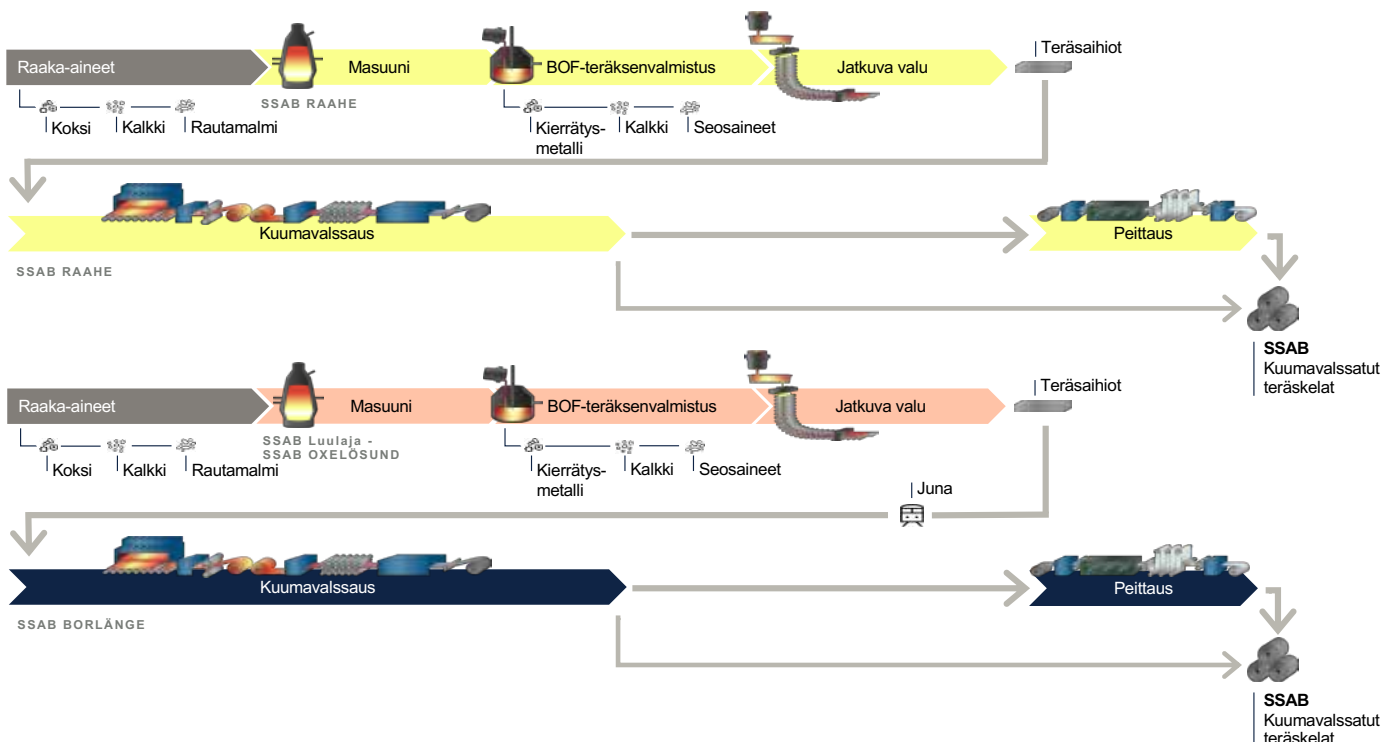 Teräsaihiot
Raaka-aineet
Masuuni
BOF-teräksenvalmistus
Jatkuva valu
SSAB RAAHE
Koksi
Kalkki
Rautamalmi
Kierrätys-
metalli
Kalkki
Seosaineet
Kuumavalssaus
Peittaus
SSAB RAAHE
SSAB
Kuumavalssatut
teräskelat
Teräsaihiot
Raaka-aineet
Masuuni
BOF-teräksenvalmistus
Jatkuva valu
SSAB Luulaja -
SSAB OXELÖSUND
Koksi
Kalkki
Rautamalmi
Kierrätys-
metalli
Kalkki
Seosaineet
Juna
Kuumavalssaus
Peittaus
SSAB BORLÄNGE
SSAB
Kuumavalssatut
teräskelat